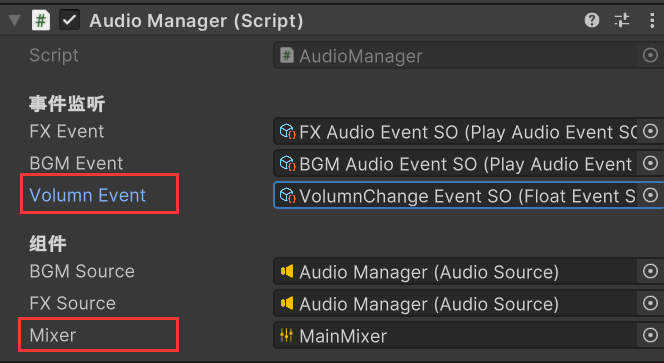 Audio Manager (Script)
Script AudioManager
事件监听
FX Event FX Audio Event SO (Play Audio Event SO
BGM Event BGM Audio Event SO (Play Audio Event
Volumn Event VolumnChange Event SO (Float Event S
组件
BGM Source Audio Manager (Audio Source)
FX Source Audio Manager (Audio Source)
Mixer MainMixer